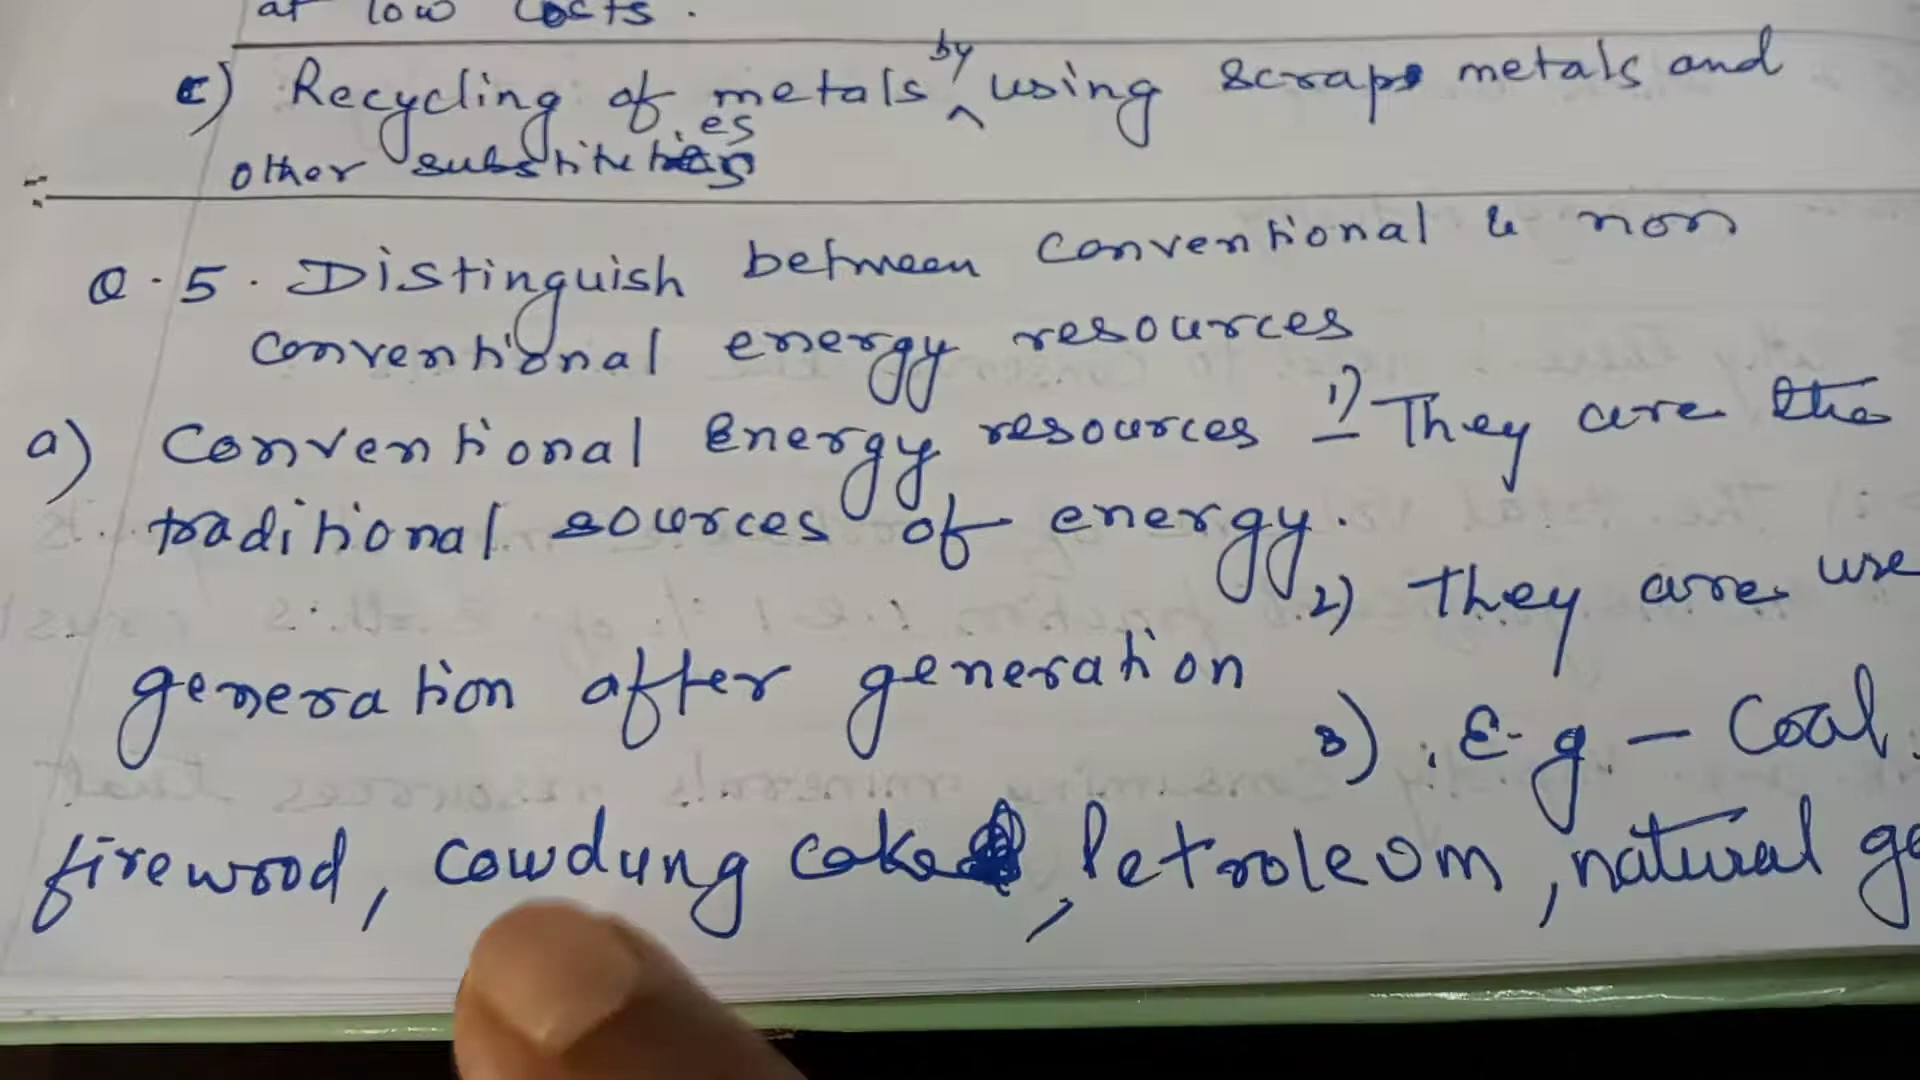 at low costs.
c) Recycling of metals by using scraps metals and
other substitutes
Q.5. Distinguish between conventional & non
conventional energy resources
a) Conventional Energy resources 1) They are the
traditional sources of energy.
2) They are use
generation after generation
3) E.g - Coal,
firewood, cowdung cake, Petroleom, natural ga